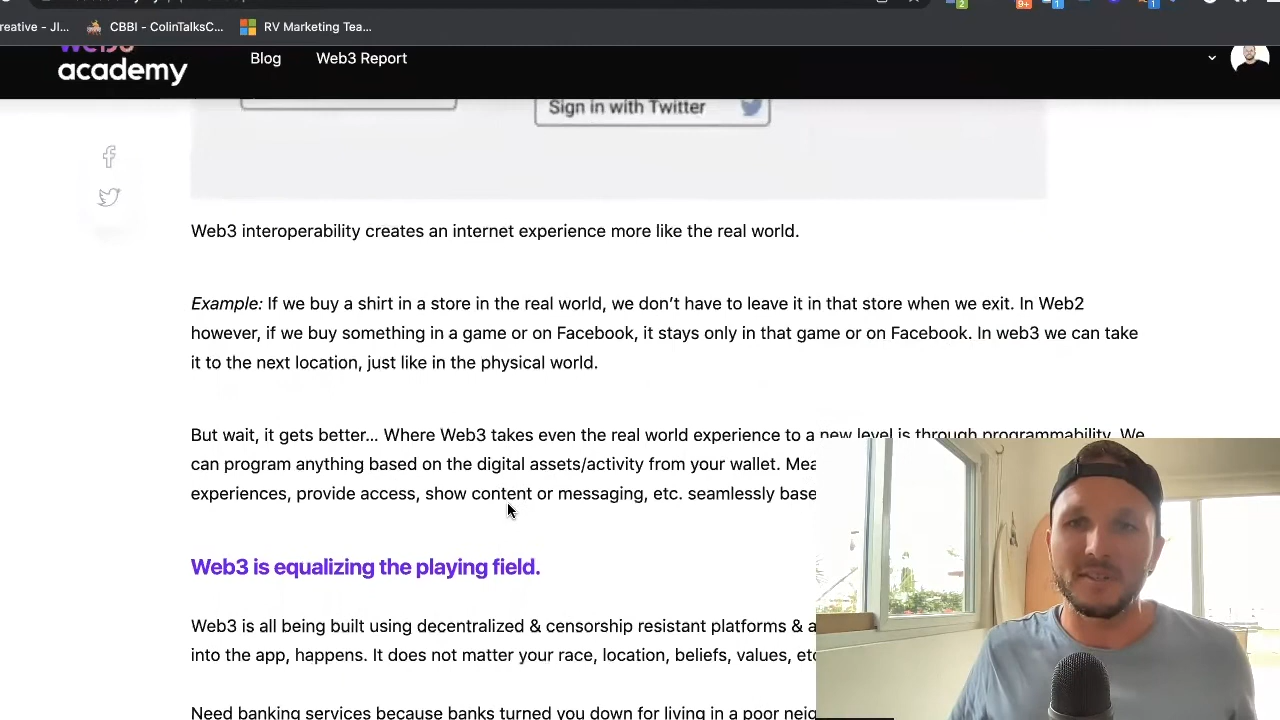 2
9+
1
1
reative - JI...
CBBI - ColinTalksC...
RV Marketing Tea...
web3
academy
Blog
Web3 Report
Sign in with Twitter
Web3 interoperability creates an internet experience more like the real world.
Example: If we buy a shirt in a store in the real world, we don’t have to leave it in that store when we exit. In Web2
however, if we buy something in a game or on Facebook, it stays only in that game or on Facebook. In web3 we can take
it to the next location, just like in the physical world.
But wait, it gets better... Where Web3 takes even the real world experience to a new level is through programmability. We
can program anything based on the digital assets/activity from your wallet. Mea
experiences, provide access, show content or messaging, etc. seamlessly base
Web3 is equalizing the playing field.
Web3 is all being built using decentralized & censorship resistant platforms & a
into the app, happens. It does not matter your race, location, beliefs, values, etc
Need banking services because banks turned you down for living in a poor neig